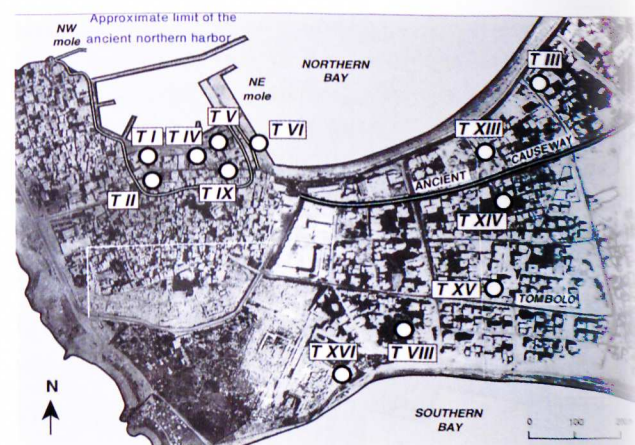 Approximate limit of the
ancient northern harbor
NW
mole
NORTHERN
BAY
NE
mole
T III
T V
T I
T IV
T VI
T XIII
CAUSEWAY
ANCIENT
T II
T IX
T XIV
T XV
TOMBOLO
T XVI
T VIII
N
SOUTHERN
BAY
0
100